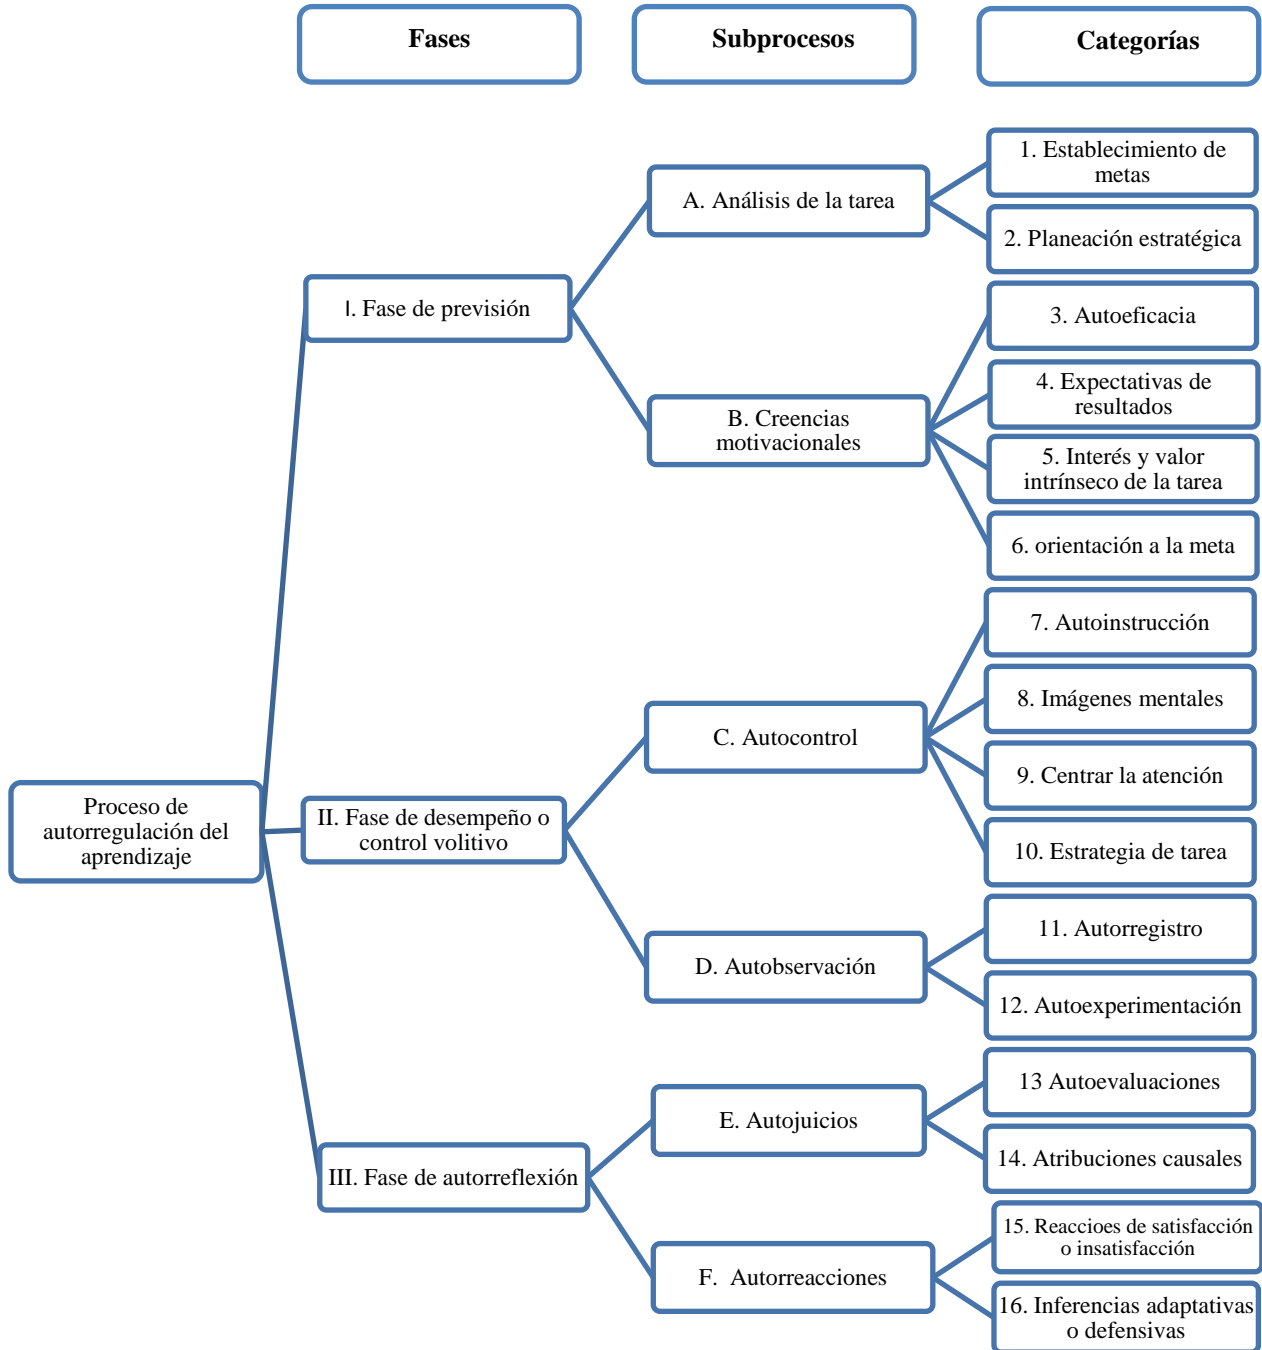 Fases
Subprocesos
Categorías
Proceso de
autorregulación del
aprendizaje
I. Fase de previsión
A. Análisis de la tarea
1. Establecimiento de
metas
2. Planeación estratégica
B. Creencias
motivacionales
3. Autoeficacia
4. Expectativas de
resultados
5. Interés y valor
intrínseco de la tarea
6. orientación a la meta
II. Fase de desempeño o
control volitivo
C. Autocontrol
7. Autoinstrucción
8. Imágenes mentales
9. Centrar la atención
10. Estrategia de tarea
D. Autobservación
11. Autorregistro
12. Autoexperimentación
III. Fase de autorreflexión
E. Autojuicios
13 Autoevaluaciones
14. Atribuciones causales
F. Autorreacciones
15. Reaccioes de satisfacción
o insatisfacción
16. Inferencias adaptativas
o defensivas